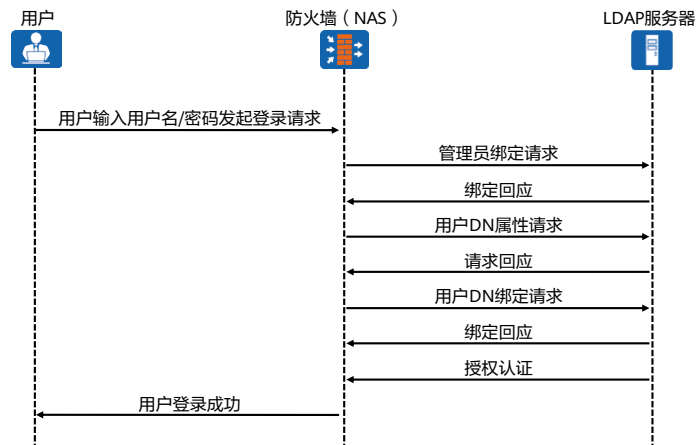 用户
防火墙（NAS）
LDAP服务器
用户输入用户名/密码发起登录请求
管理员绑定请求
绑定回应
用户DN属性请求
请求回应
用户DN绑定请求
绑定回应
授权认证
用户登录成功